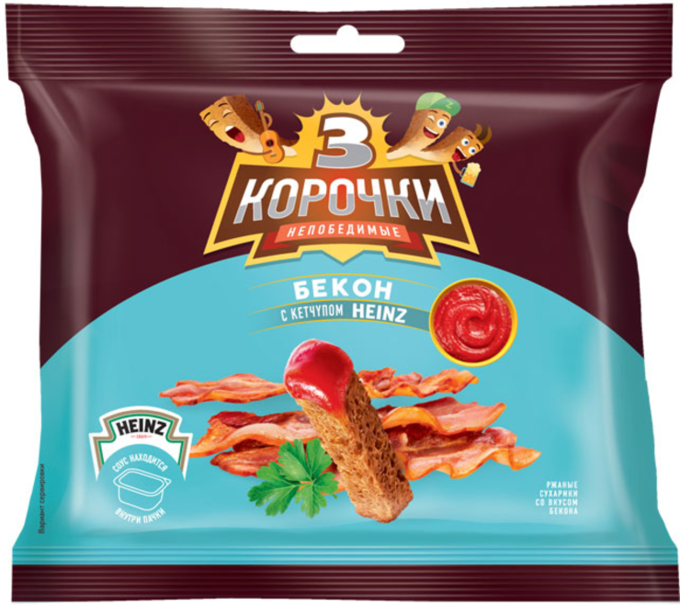 3
КОРОЧКИ
НЕПОБЕДИМЫЕ
БЕКОН
С КЕТЧУПОМ HEINZ
HEINZ
СОУС НАХОДИТСЯ
ВНУТРИ ПАЧКИ
Вариант сервировки
РЖАНЫЕ
СУХАРИКИ
СО ВКУСОМ
БЕКОНА